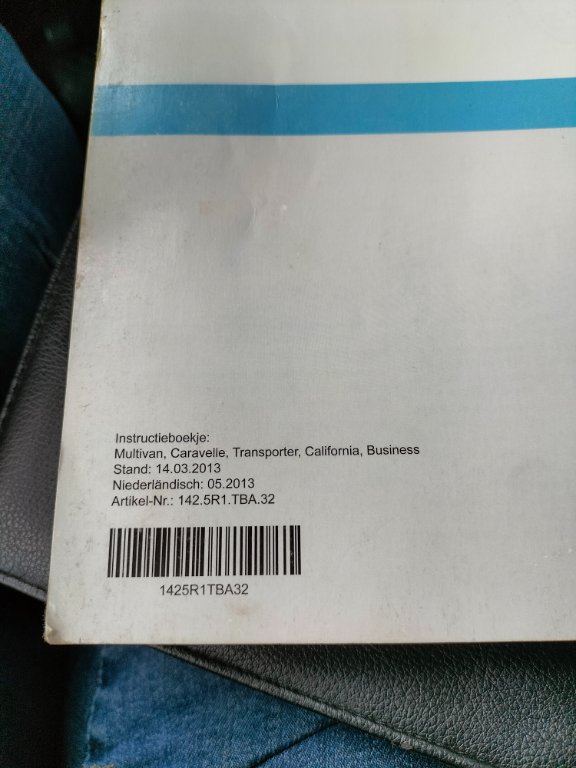 Instructieboekje:
Multivan, Caravelle, Transporter, California, Business
Stand: 14.03.2013
Niederländisch: 05.2013
Artikel-Nr.: 142.5R1.TBA.32
1425R1TBA32